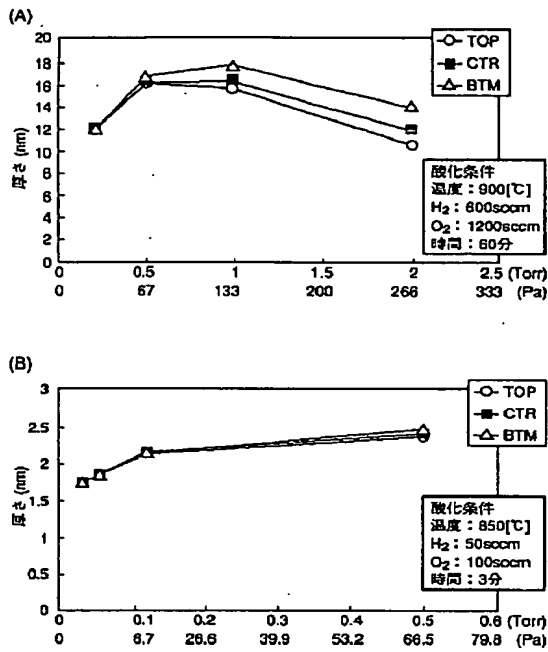 (A)
厚さ (nm)
20
18
16
14
12
10
8
6
4
2
0
TOP
CTR
BTM
酸化条件
温度：900[℃]
H2：600sccm
O2：1200sccm
時間：60分
0 0.5 1 1.5 2 2.5 (Torr)
0 67 133 200 266 333 (Pa)
(B)
厚さ (nm)
3
2.5
2
1.5
1
0.5
0
TOP
CTR
BTM
酸化条件
温度：850[℃]
H2：50sccm
O2：100sccm
時間：3分
0 0.1 0.2 0.3 0.4 0.5 0.6 (Torr)
0 6.7 26.6 39.9 53.2 66.5 79.8 (Pa)